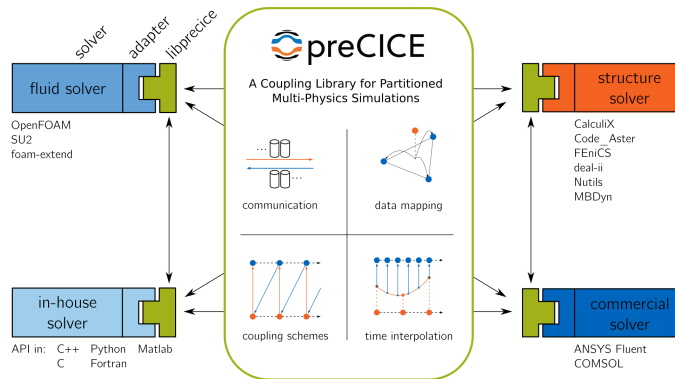 solver
adapter
libprecice
preCICE
A Coupling Library for Partitioned
Multi-Physics Simulations
fluid solver
OpenFOAM
SU2
foam-extend
structure
solver
CalculiX
Code_Aster
FEniCS
deal-ii
Nutils
MBDyn
...
...
communication
data mapping
coupling schemes
time interpolation
in-house
solver
API in: C++ Python Matlab
C Fortran
commercial
solver
ANSYS Fluent
COMSOL